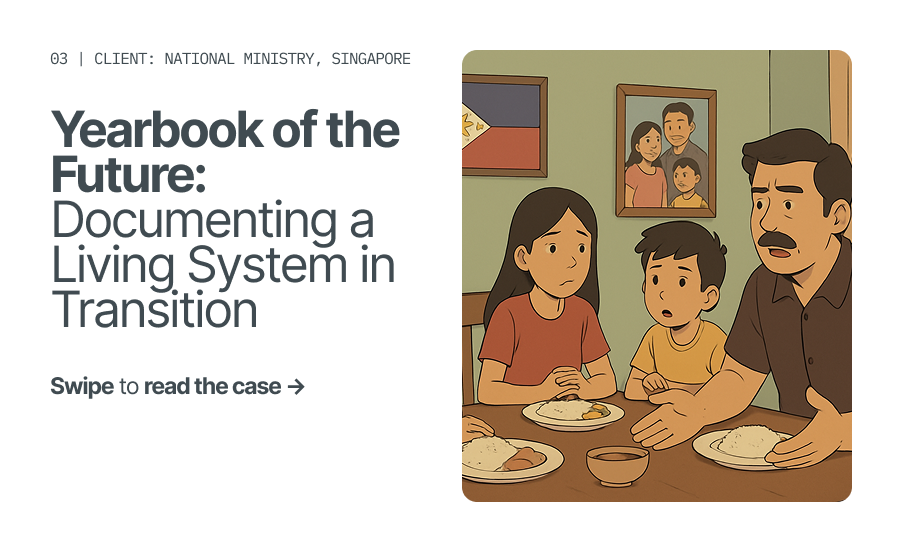 03 | CLIENT: NATIONAL MINISTRY, SINGAPORE
Yearbook of the
Future:
Documenting a
Living System in
Transition
Swipe to read the case →